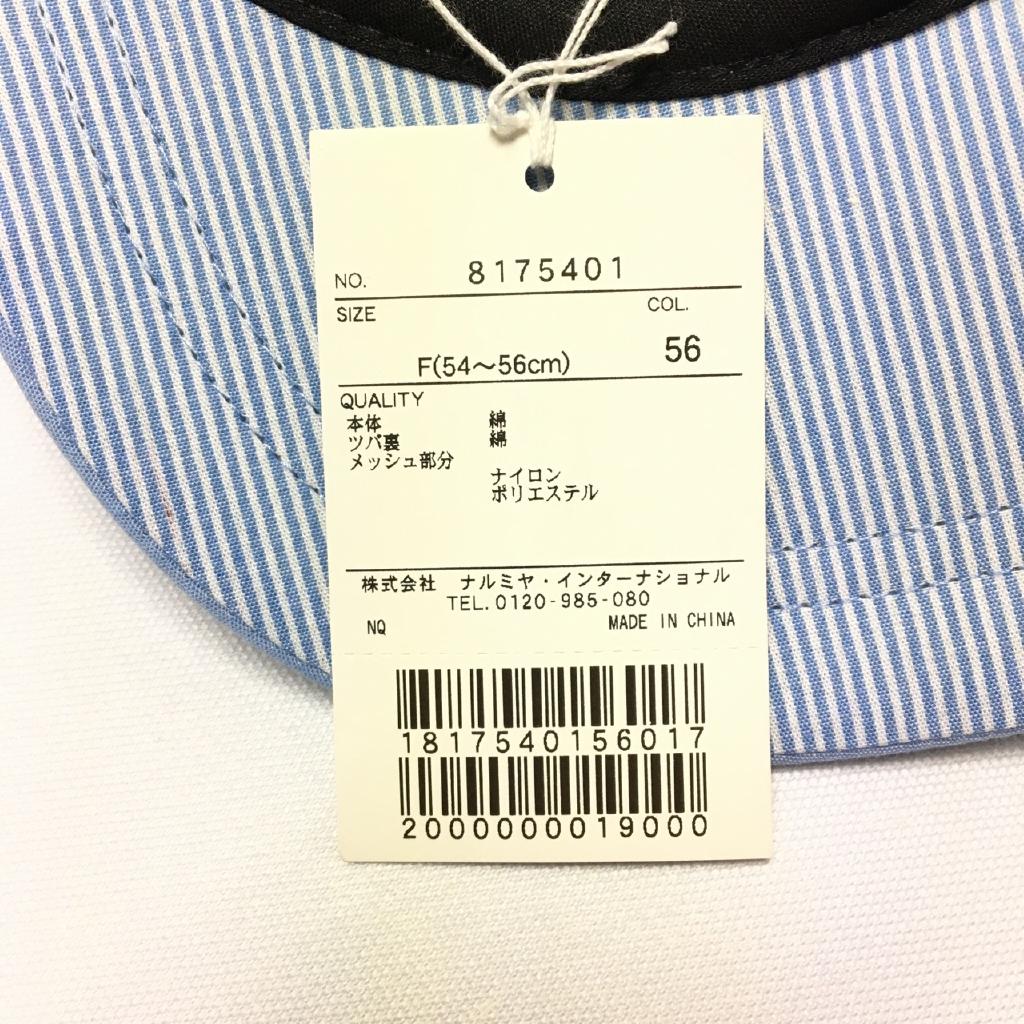 NO. 8175401
SIZE COL.
F(54～56cm) 56
QUALITY
本体 綿
ツバ裏 綿
メッシュ部分
ナイロン
ポリエステル
株式会社 ナルミヤ・インターナショナル
TEL.0120-985-080
NQ MADE IN CHINA
1817540156017
2000000019000